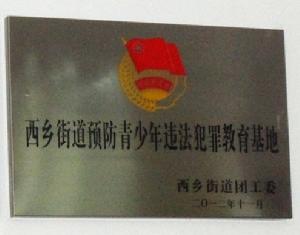 西乡街道预防青少年违法犯罪教育基地
西乡街道团工委
二〇一二年十一月